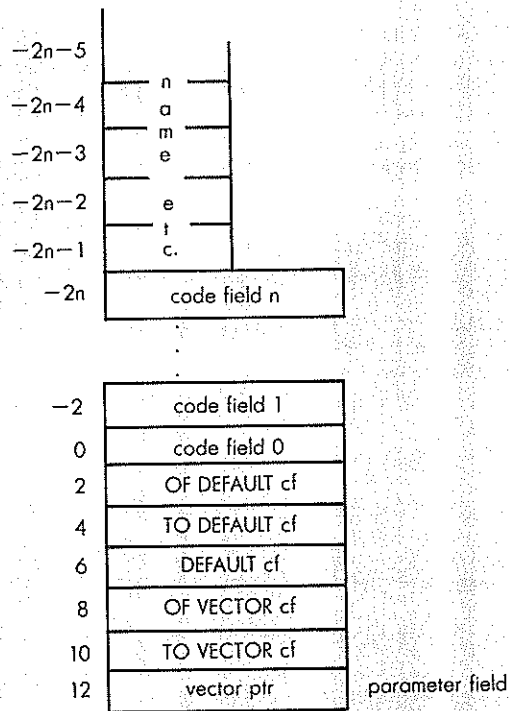 −2n−5
n
−2n−4 a
m
−2n−3 e
−2n−2 e
t
−2n−1 c.
−2n code field n
−2 code field 1
0 code field 0
2 OF DEFAULT cf
4 TO DEFAULT cf
6 DEFAULT cf
8 OF VECTOR cf
10 TO VECTOR cf
12 vector ptr parameter field